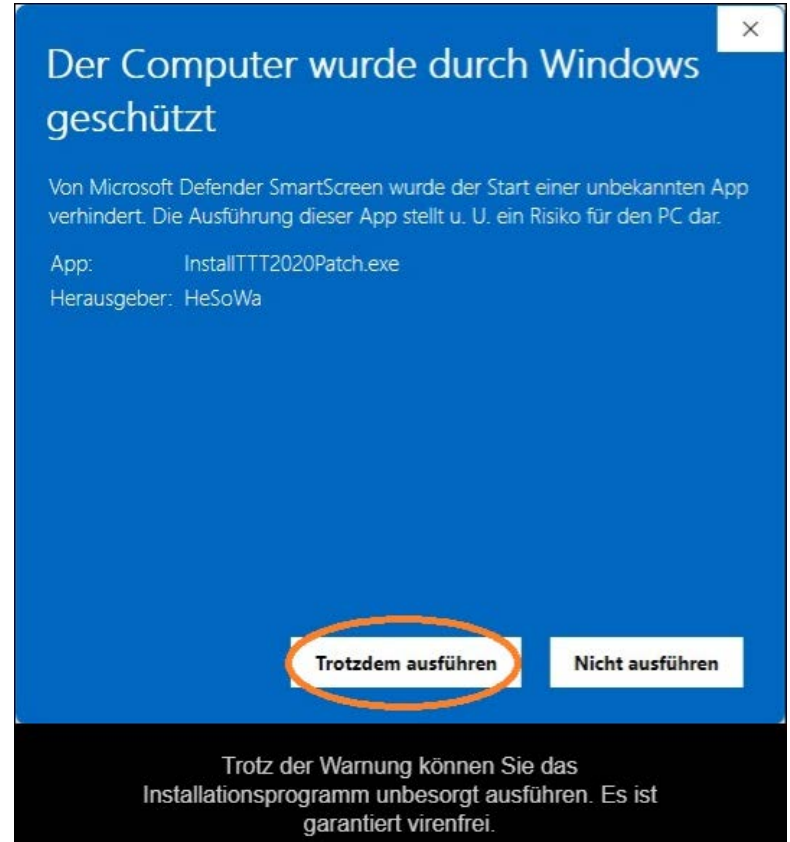 Der Computer wurde durch Windows
geschützt
Von Microsoft Defender SmartScreen wurde der Start einer unbekannten App
verhindert. Die Ausführung dieser App stellt u. U. ein Risiko für den PC dar.
App: InstallTTT2020Patch.exe
Herausgeber: HeSoWa
Trotzdem ausführen Nicht ausführen
Trotz der Warnung können Sie das
Installationsprogramm unbesorgt ausführen. Es ist
garantiert virenfrei.